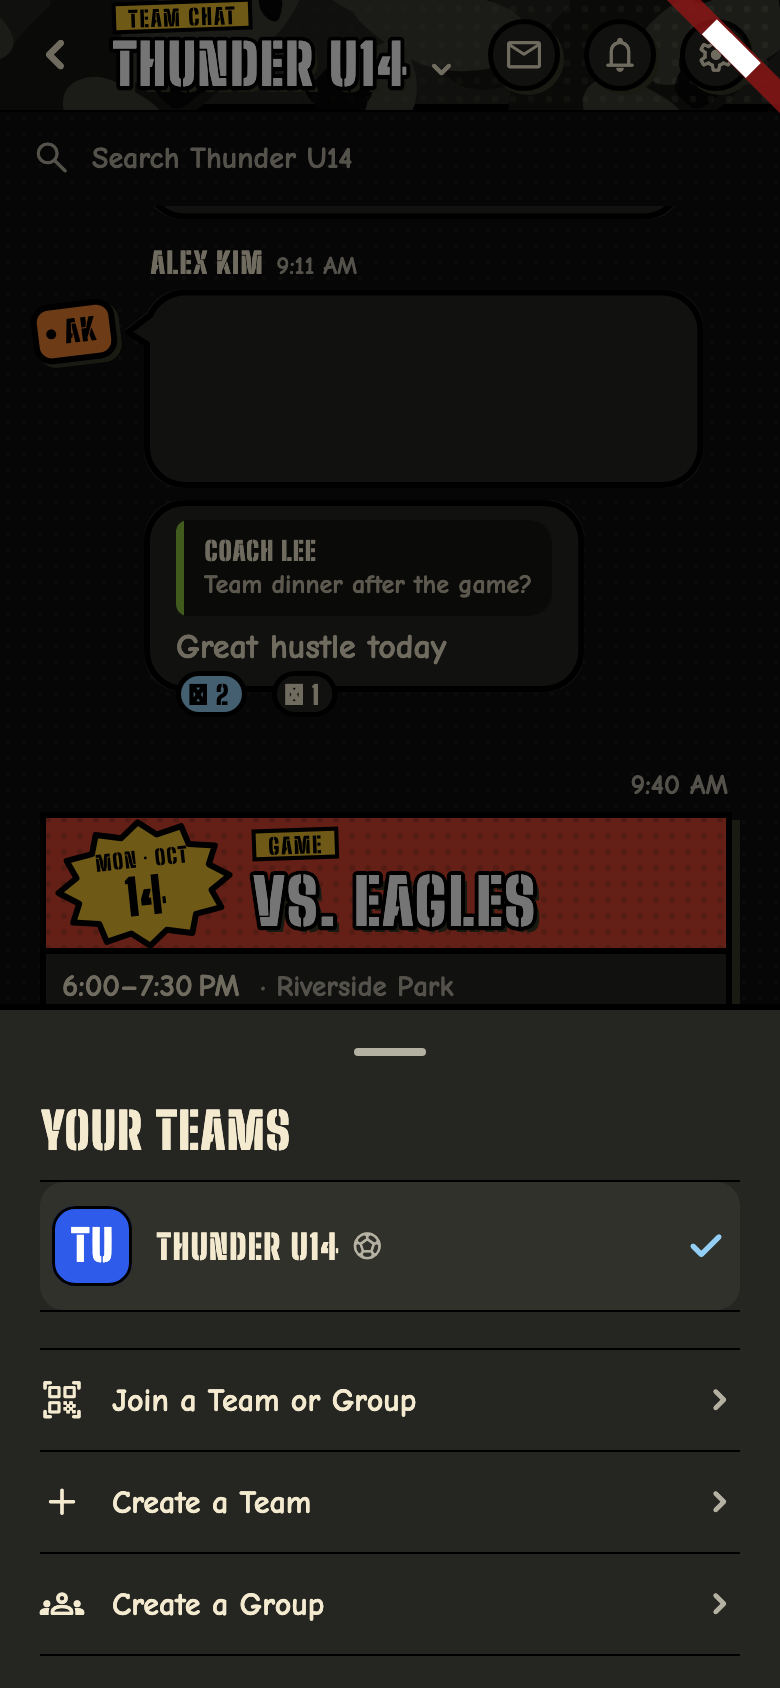 TEAM CHAT
THUNDER U14
Search Thunder U14
ALEX KIM 9:11 AM
• AK
COACH LEE
Team dinner after the game?
Great hustle today
2 1
9:40 AM
MON · OCT
14
GAME
VS. EAGLES
6:00–7:30 PM · Riverside Park
YOUR TEAMS
TU THUNDER U14
Join a Team or Group
Create a Team
Create a Group